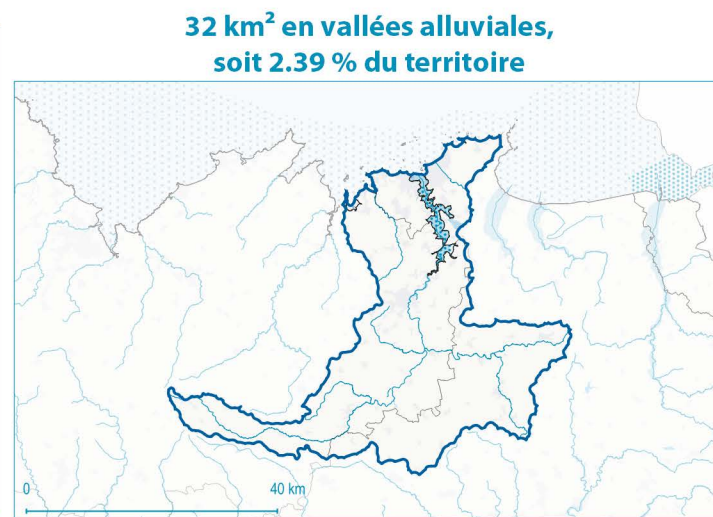 32 km² en vallées alluviales,
soit 2.39 % du territoire
0 40 km